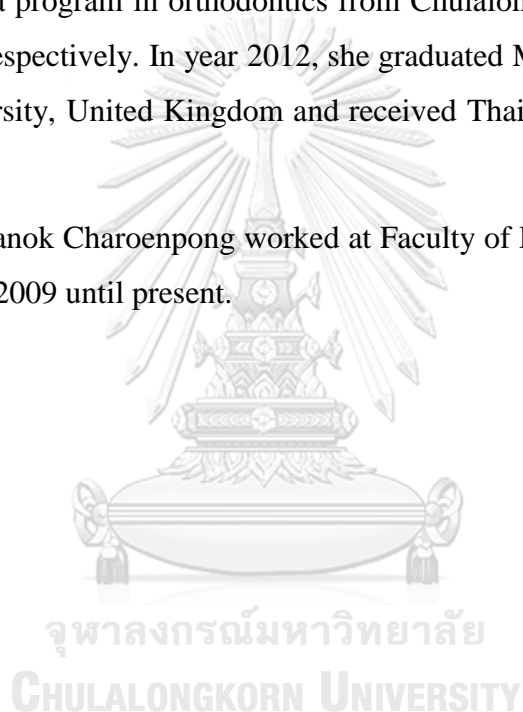 a program in orthodontics from Chulalon
espectively. In year 2012, she graduated M
rsity, United Kingdom and received Thai
anok Charoenpong worked at Faculty of
2009 until present.
จุฬาลงกรณ์มหาวิทยาลัย
CHULALONGKORN UNIVERSITY